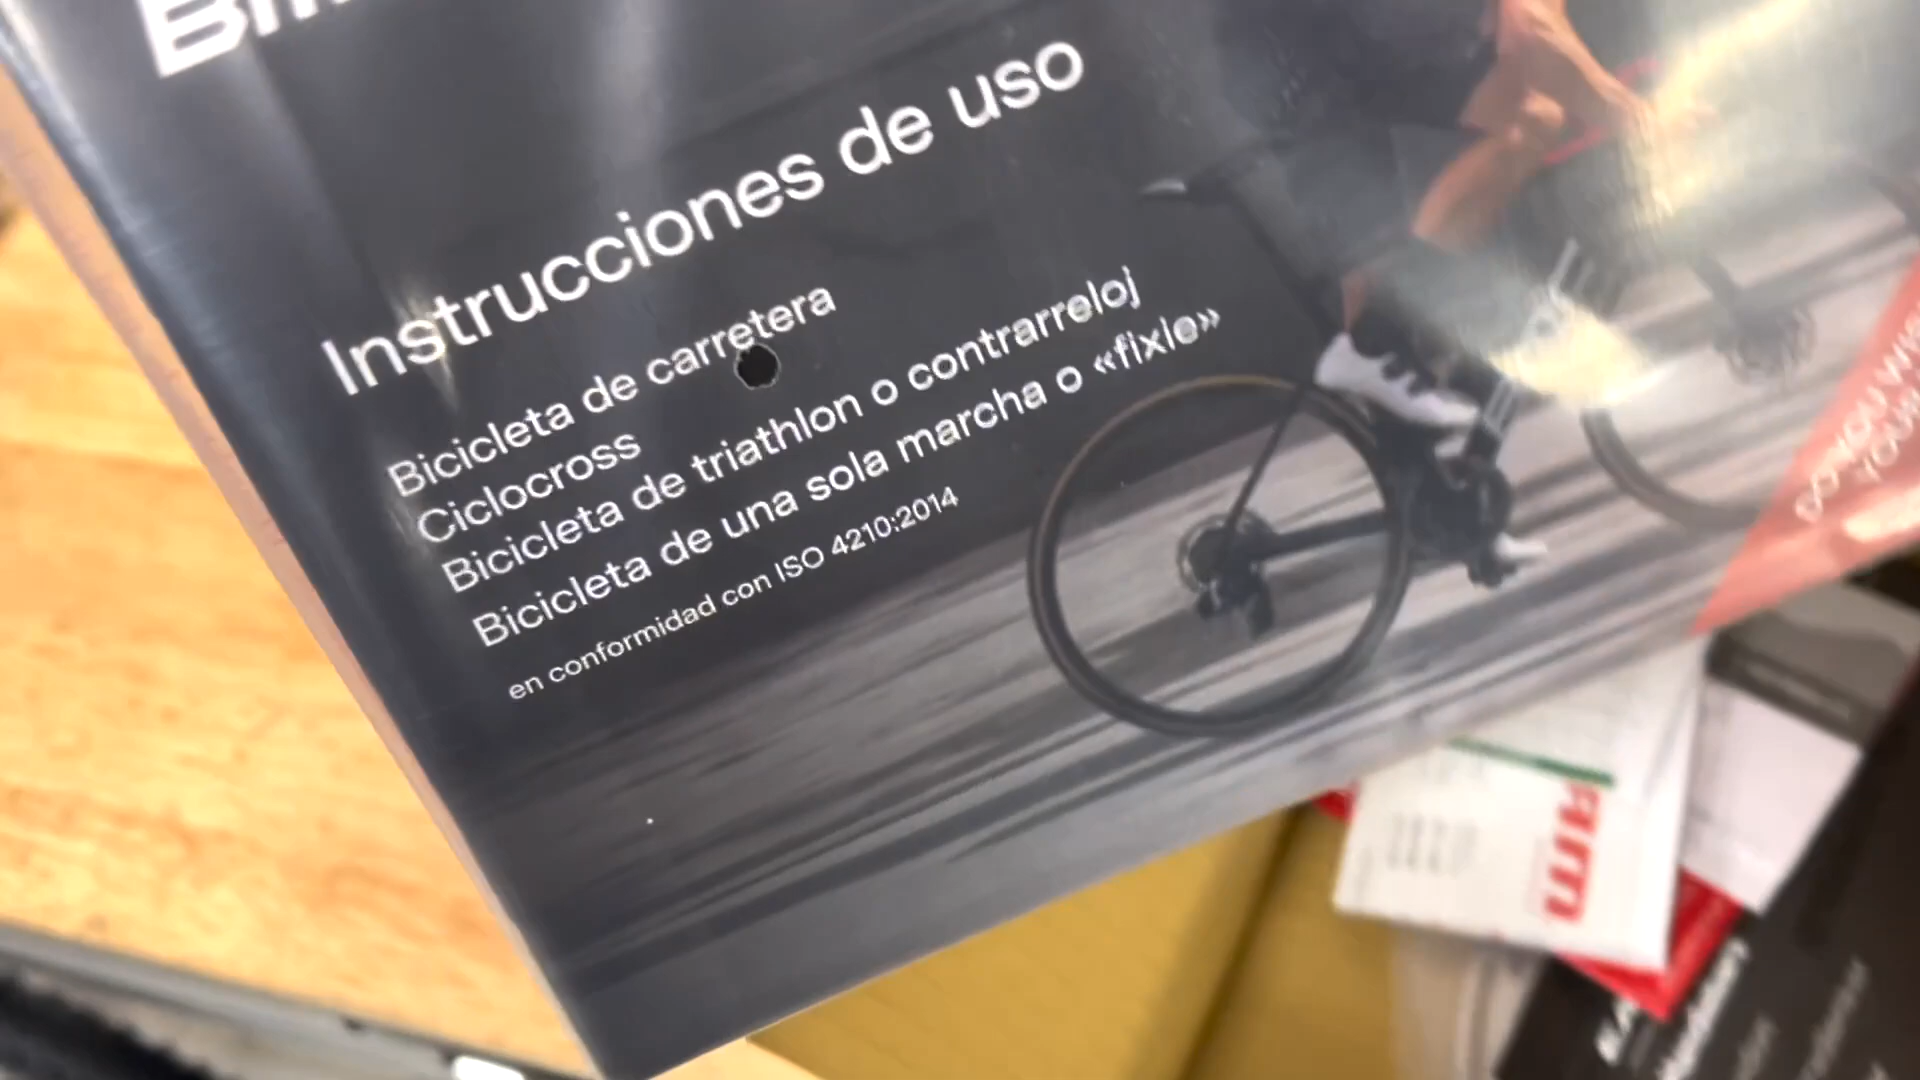 Instrucciones de uso
Bicicleta de carretera
Ciclocross
Bicicleta de triathlon o contrarreloj
Bicicleta de una sola marcha o «fixie»
en conformidad con ISO 4210:2014